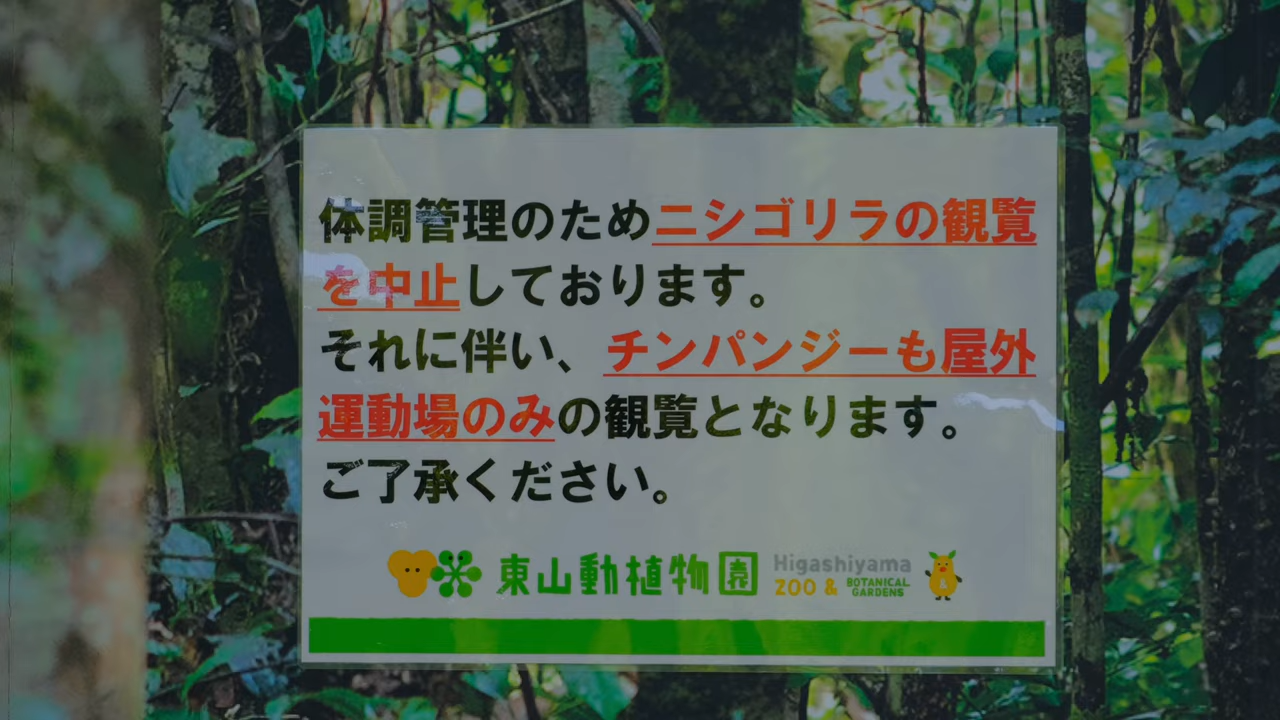 体調管理のためニシゴリラの観覧
を中止しております。
それに伴い、チンパンジーも屋外
運動場のみの観覧となります。
ご了承ください。
東山動植物園 Higashiyama
ZOO & BOTANICAL
GARDENS